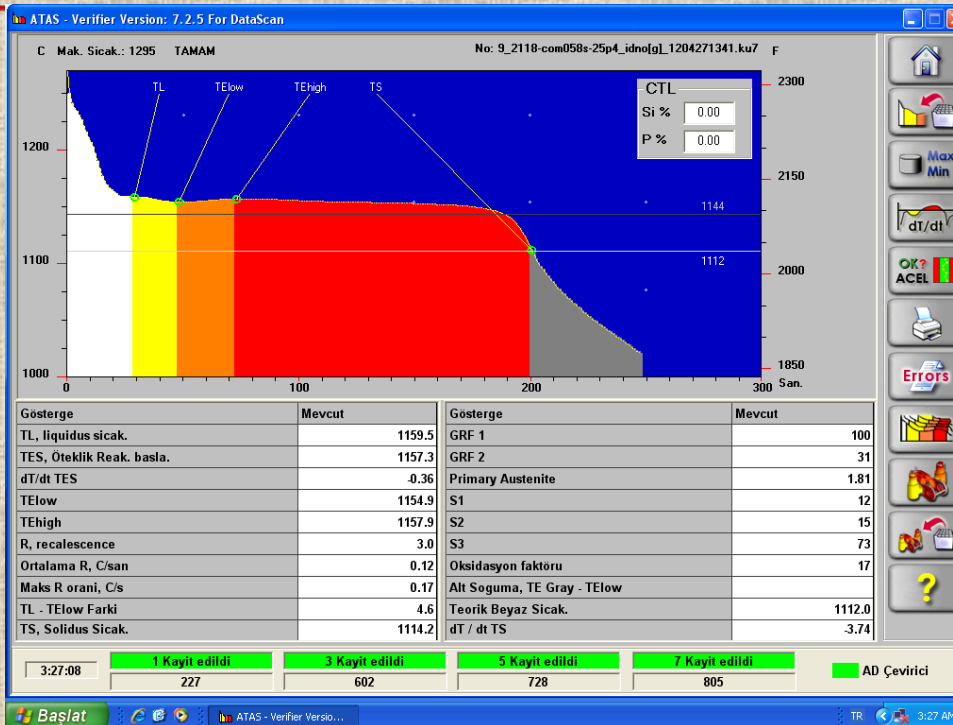 ATAS - Verifier Version: 7.2.5 For DataScan
C Mak. Sicak.: 1295 TAMAM No: 9_2118-com058s-25p4_idno[g]_1204271341.ku7 F
TL TElow TEhigh TS
CTL
Si % 0.00
P % 0.00
2300
1200
2150
1144
1112
1100
2000
1000
1850
0 100 200 300 San.
Max
Min
dT/dt
OK?
ACEL
Errors
?
Gösterge Mevcut Gösterge Mevcut
TL, liquidus sicak. 1159.5 GRF 1 100
TES, Öteklik Reak. basla. 1157.3 GRF 2 31
dT/dt TES -0.36 Primary Austenite 1.81
TElow 1154.9 S1 12
TEhigh 1157.9 S2 15
R, recalescence 3.0 S3 73
Ortalama R, C/san 0.12 Oksidasyon faktöru 17
Maks R orani, C/s 0.17 Alt Soguma, TE Gray - TElow
TL - TElow Farki 4.6 Teorik Beyaz Sicak. 1112.0
TS, Solidus Sicak. 1114.2 dT / dt TS -3.74
3:27:08 1 Kayit edildi 3 Kayit edildi 5 Kayit edildi 7 Kayit edildi AD Çevirici
227 602 728 805
Başlat ATAS - Verifier Versio... TR 3:27 AM